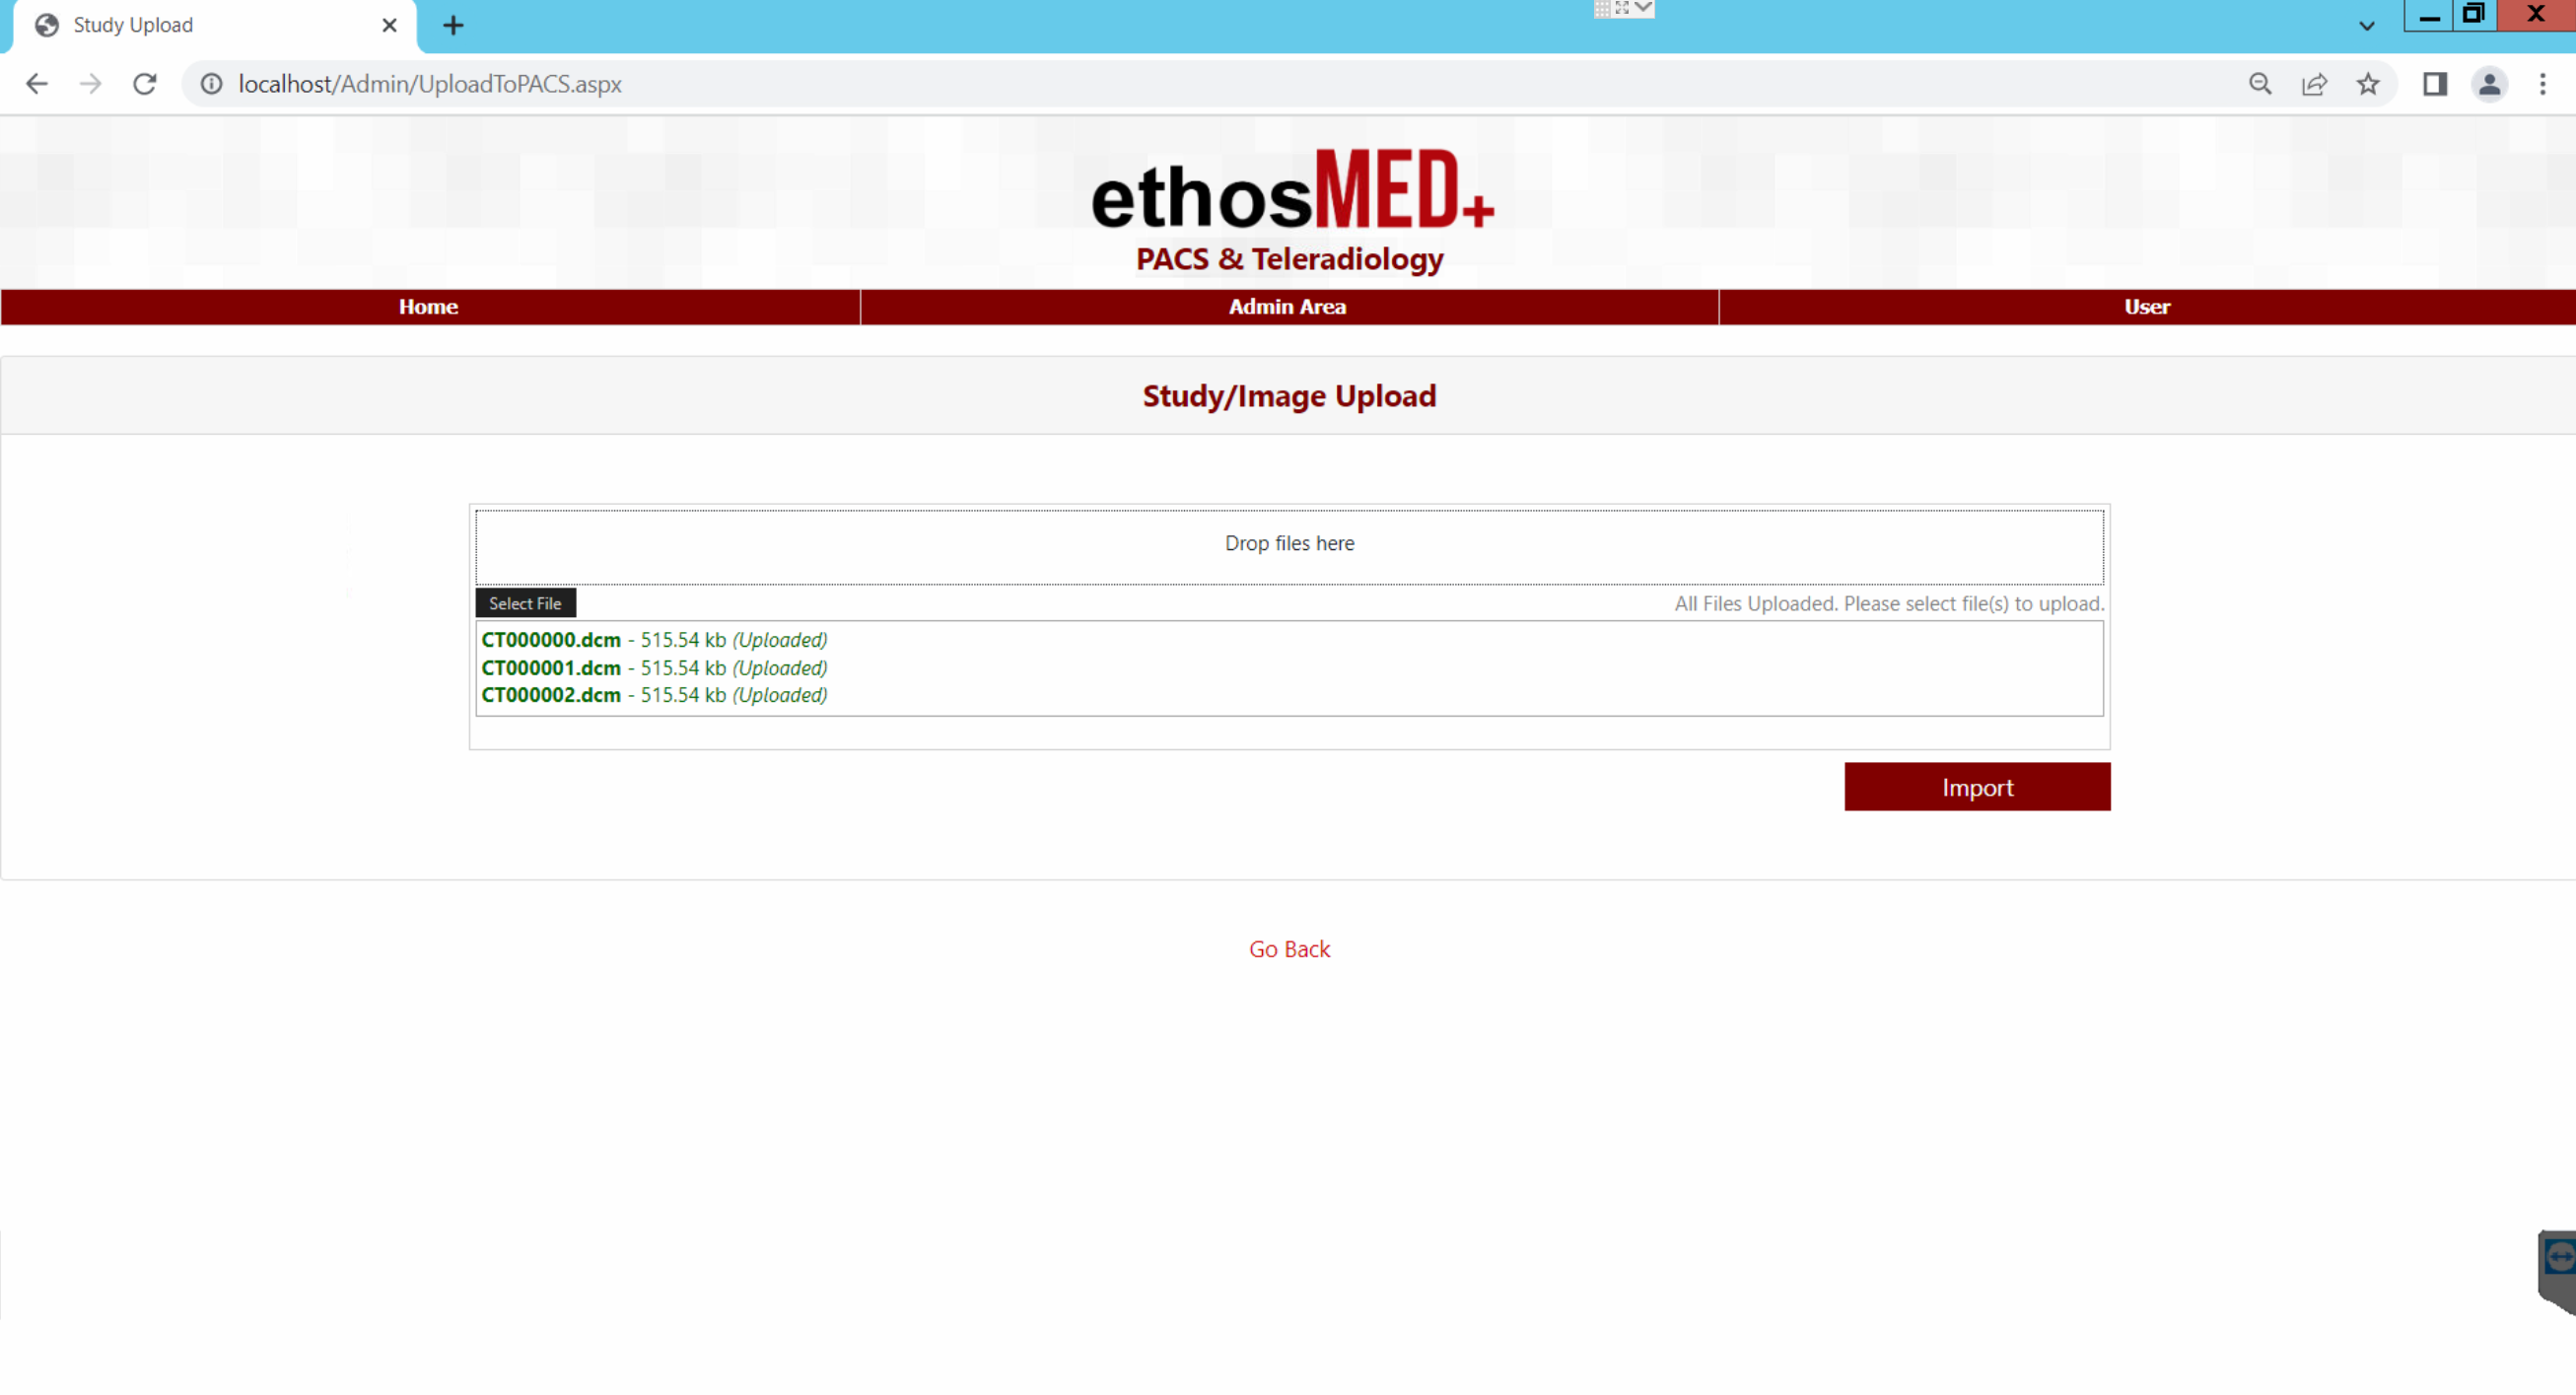 Study Upload
localhost/Admin/UploadToPACS.aspx
ethosMED+
PACS & Teleradiology
Home Admin Area User
Study/Image Upload
Drop files here
Select File All Files Uploaded. Please select file(s) to upload.
CT000000.dcm - 515.54 kb (Uploaded)
CT000001.dcm - 515.54 kb (Uploaded)
CT000002.dcm - 515.54 kb (Uploaded)
Import
Go Back